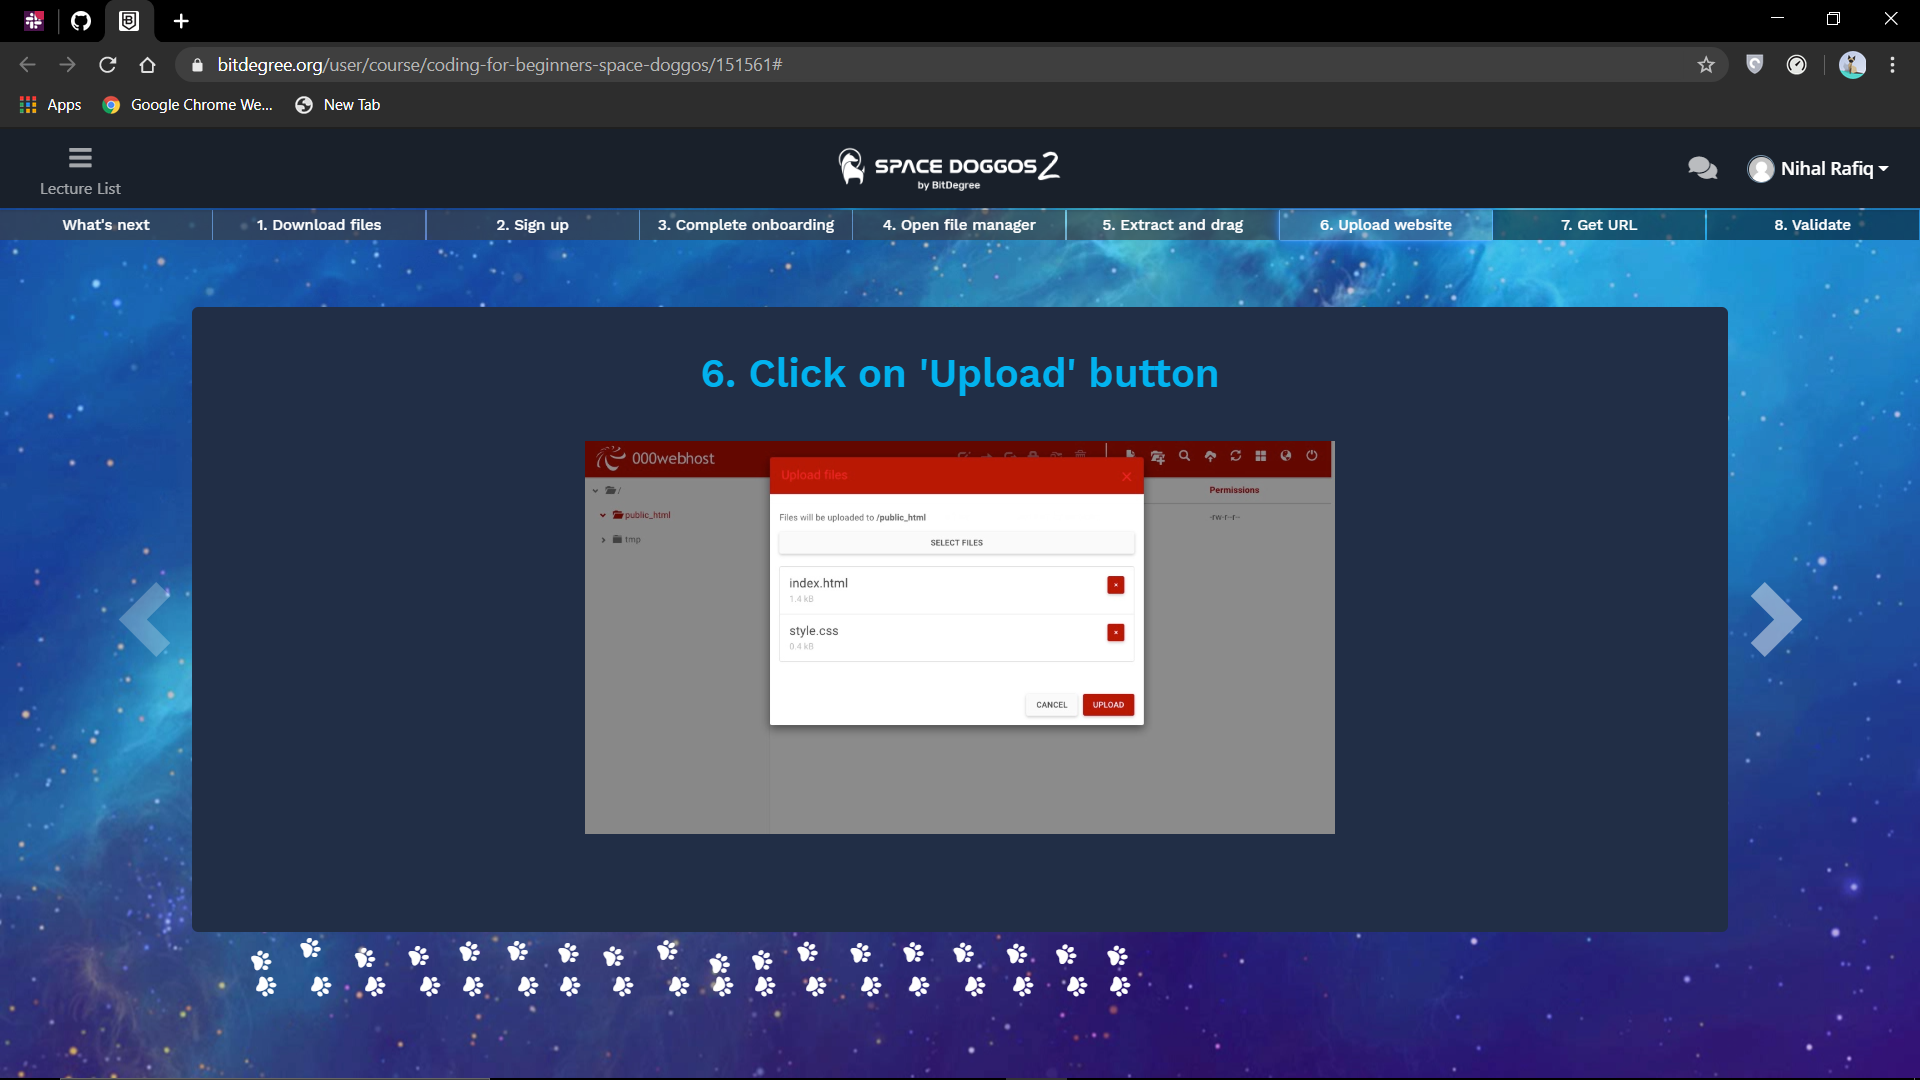 bitdegree.org/user/course/coding-for-beginners-space-doggos/151561#
Apps Google Chrome We... New Tab
Lecture List
SPACE DOGGOS 2
by BitDegree
Nihal Rafiq
What's next 1. Download files 2. Sign up 3. Complete onboarding 4. Open file manager 5. Extract and drag 6. Upload website 7. Get URL 8. Validate
6. Click on 'Upload' button
000webhost
Upload files
/
Permissions
public_html
-rw-r--r--
tmp
Files will be uploaded to /public_html
SELECT FILES
index.html
1.4 kB
style.css
0.4 kB
CANCEL UPLOAD